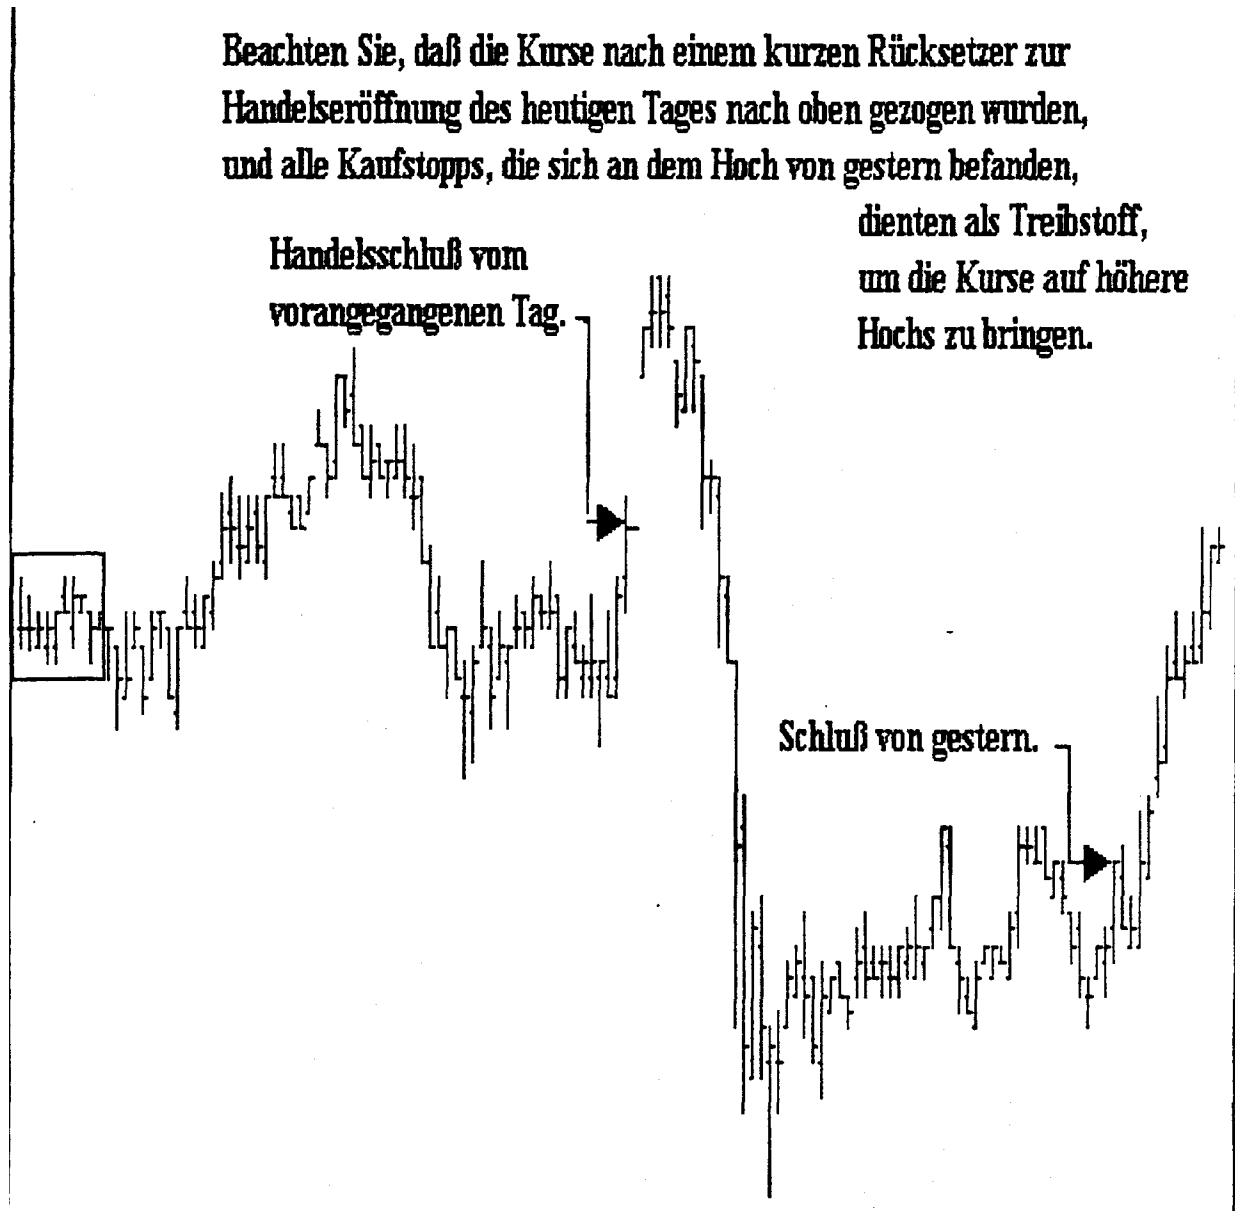 Beachten Sie, daß die Kurse nach einem kurzen Rücksetzer zur
Handelseröffnung des heutigen Tages nach oben gezogen wurden,
und alle Kaufstopps, die sich an dem Hoch von gestern befanden,
dienten als Treibstoff,
um die Kurse auf höhere
Hochs zu bringen.
Handelsschluß vom
vorangegangenen Tag.
Schluß von gestern.